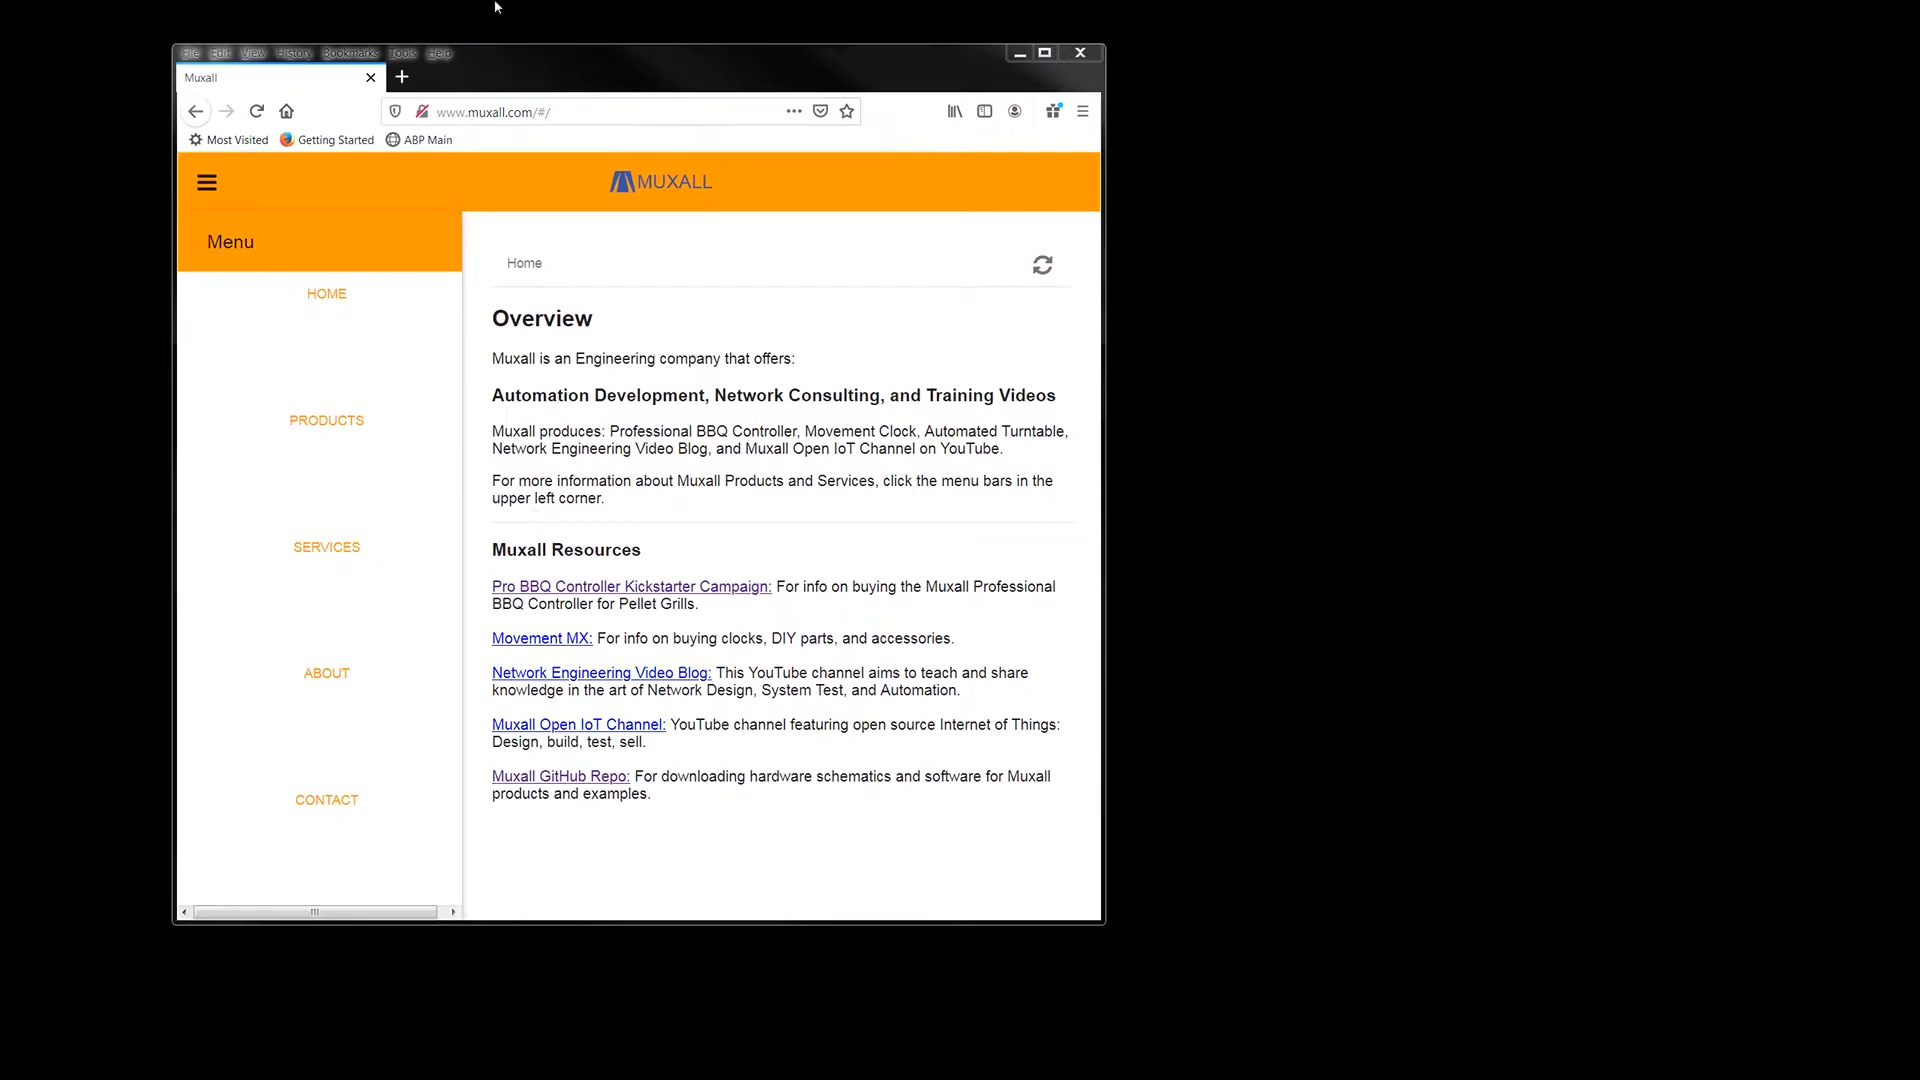 File Edit View History Bookmarks Tools Help
Muxall
www.muxall.com/#/
Most Visited Getting Started ABP Main
MUXALL
Menu
HOME
PRODUCTS
SERVICES
ABOUT
CONTACT
Home
Overview
Muxall is an Engineering company that offers:
Automation Development, Network Consulting, and Training Videos
Muxall produces: Professional BBQ Controller, Movement Clock, Automated Turntable,
Network Engineering Video Blog, and Muxall Open IoT Channel on YouTube.
For more information about Muxall Products and Services, click the menu bars in the
upper left corner.
Muxall Resources
Pro BBQ Controller Kickstarter Campaign: For info on buying the Muxall Professional
BBQ Controller for Pellet Grills.
Movement MX: For info on buying clocks, DIY parts, and accessories.
Network Engineering Video Blog: This YouTube channel aims to teach and share
knowledge in the art of Network Design, System Test, and Automation.
Muxall Open IoT Channel: YouTube channel featuring open source Internet of Things:
Design, build, test, sell.
Muxall GitHub Repo: For downloading hardware schematics and software for Muxall
products and examples.